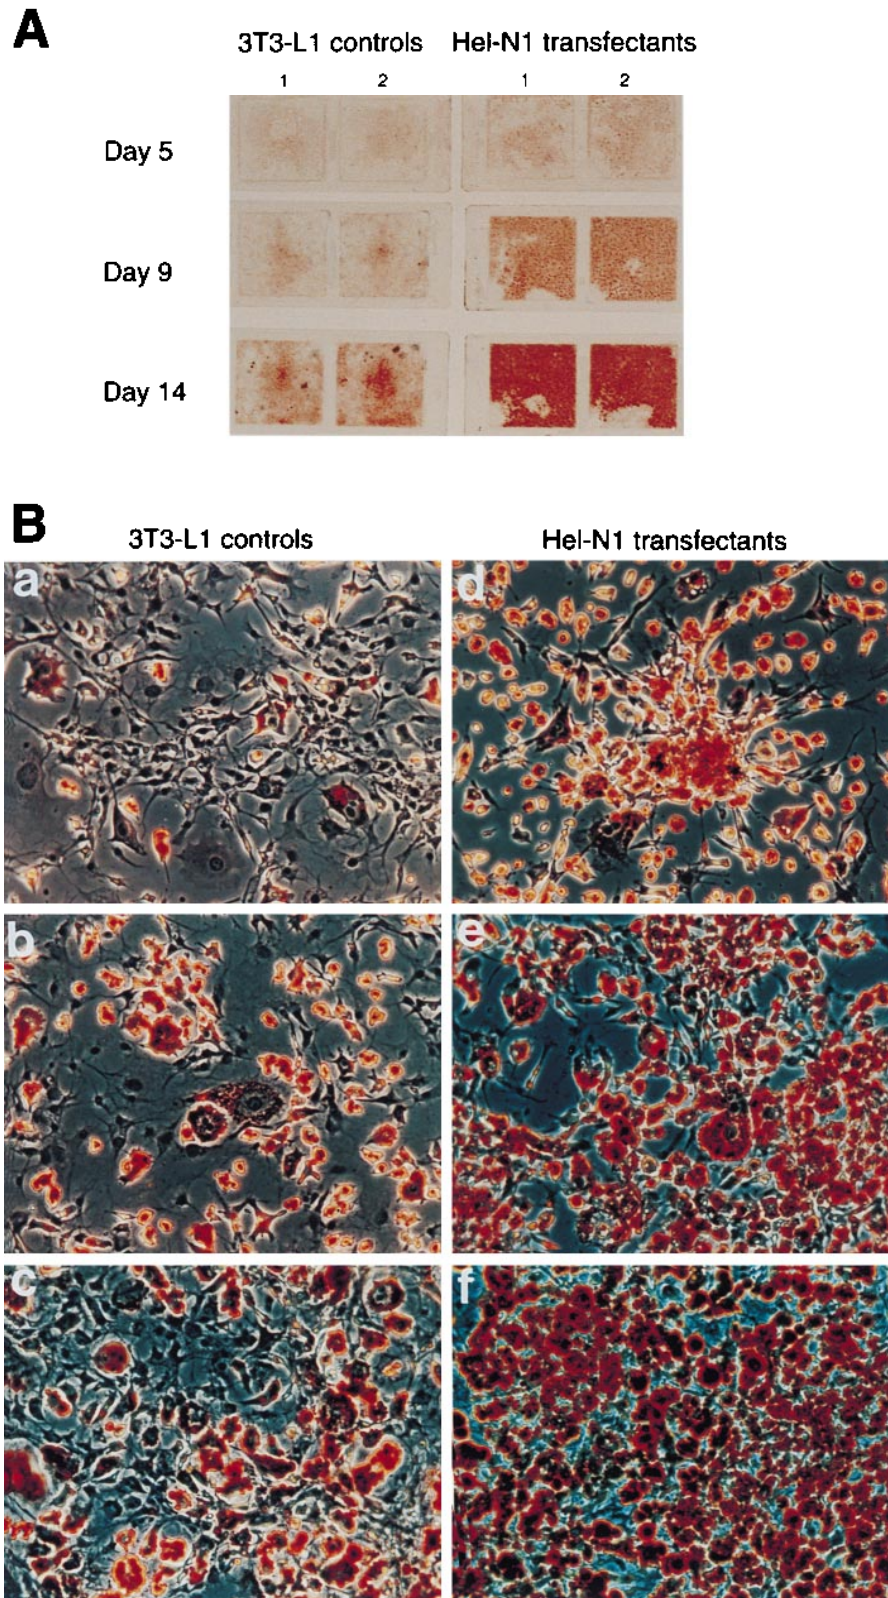 A
3T3-L1 controls Hel-N1 transfectants
1 2 1 2
Day 5
Day 9
Day 14
B
3T3-L1 controls Hel-N1 transfectants
a d
b e
c f